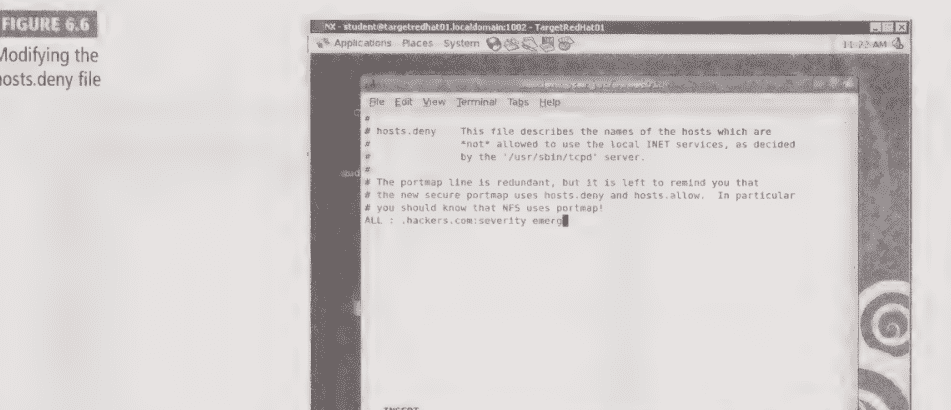 FIGURE 6.6
Modifying the
hosts.deny file
NX - student@targetredhat01.localdomain:1002 - TargetRedHat01
Applications Places System
11:22 AM
File Edit View Terminal Tabs Help
#
# hosts.deny This file describes the names of the hosts which are
# *not* allowed to use the local INET services, as decided
# by the '/usr/sbin/tcpd' server.
#
# The portmap line is redundant, but it is left to remind you that
# the new secure portmap uses hosts.deny and hosts.allow. In particular
# you should know that NFS uses portmap!
ALL : .hackers.com:severity emerg
INSERT